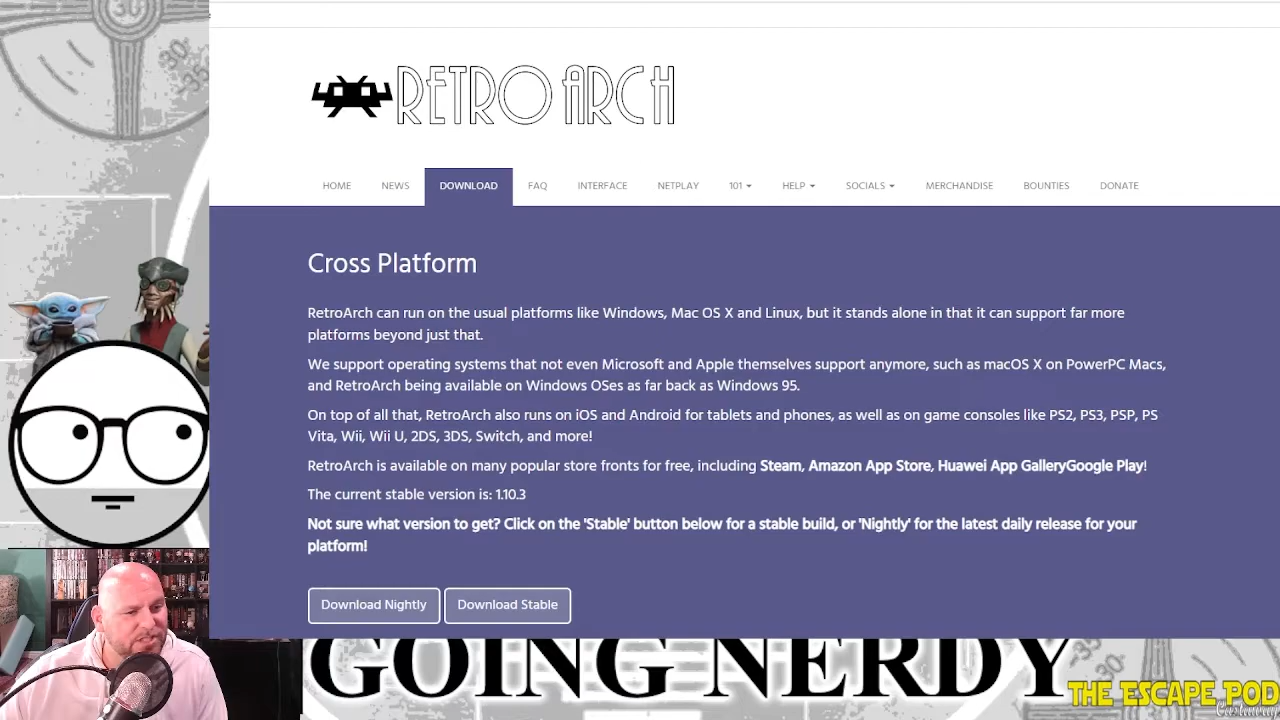 RETROARCH
HOME NEWS DOWNLOAD FAQ INTERFACE NETPLAY 101 HELP SOCIALS MERCHANDISE BOUNTIES DONATE
Cross Platform
RetroArch can run on the usual platforms like Windows, Mac OS X and Linux, but it stands alone in that it can support far more
platforms beyond just that.
We support operating systems that not even Microsoft and Apple themselves support anymore, such as macOS X on PowerPC Macs,
and RetroArch being available on Windows OSes as far back as Windows 95.
On top of all that, RetroArch also runs on iOS and Android for tablets and phones, as well as on game consoles like PS2, PS3, PSP, PS
Vita, Wii, Wii U, 2DS, 3DS, Switch, and more!
RetroArch is available on many popular store fronts for free, including Steam, Amazon App Store, Huawei App GalleryGoogle Play!
The current stable version is: 1.10.3
Not sure what version to get? Click on the 'Stable' button below for a stable build, or 'Nightly' for the latest daily release for your
platform!
Download Nightly Download Stable
GOING NERDY
THE ESCAPE POD
30
30
-35
30